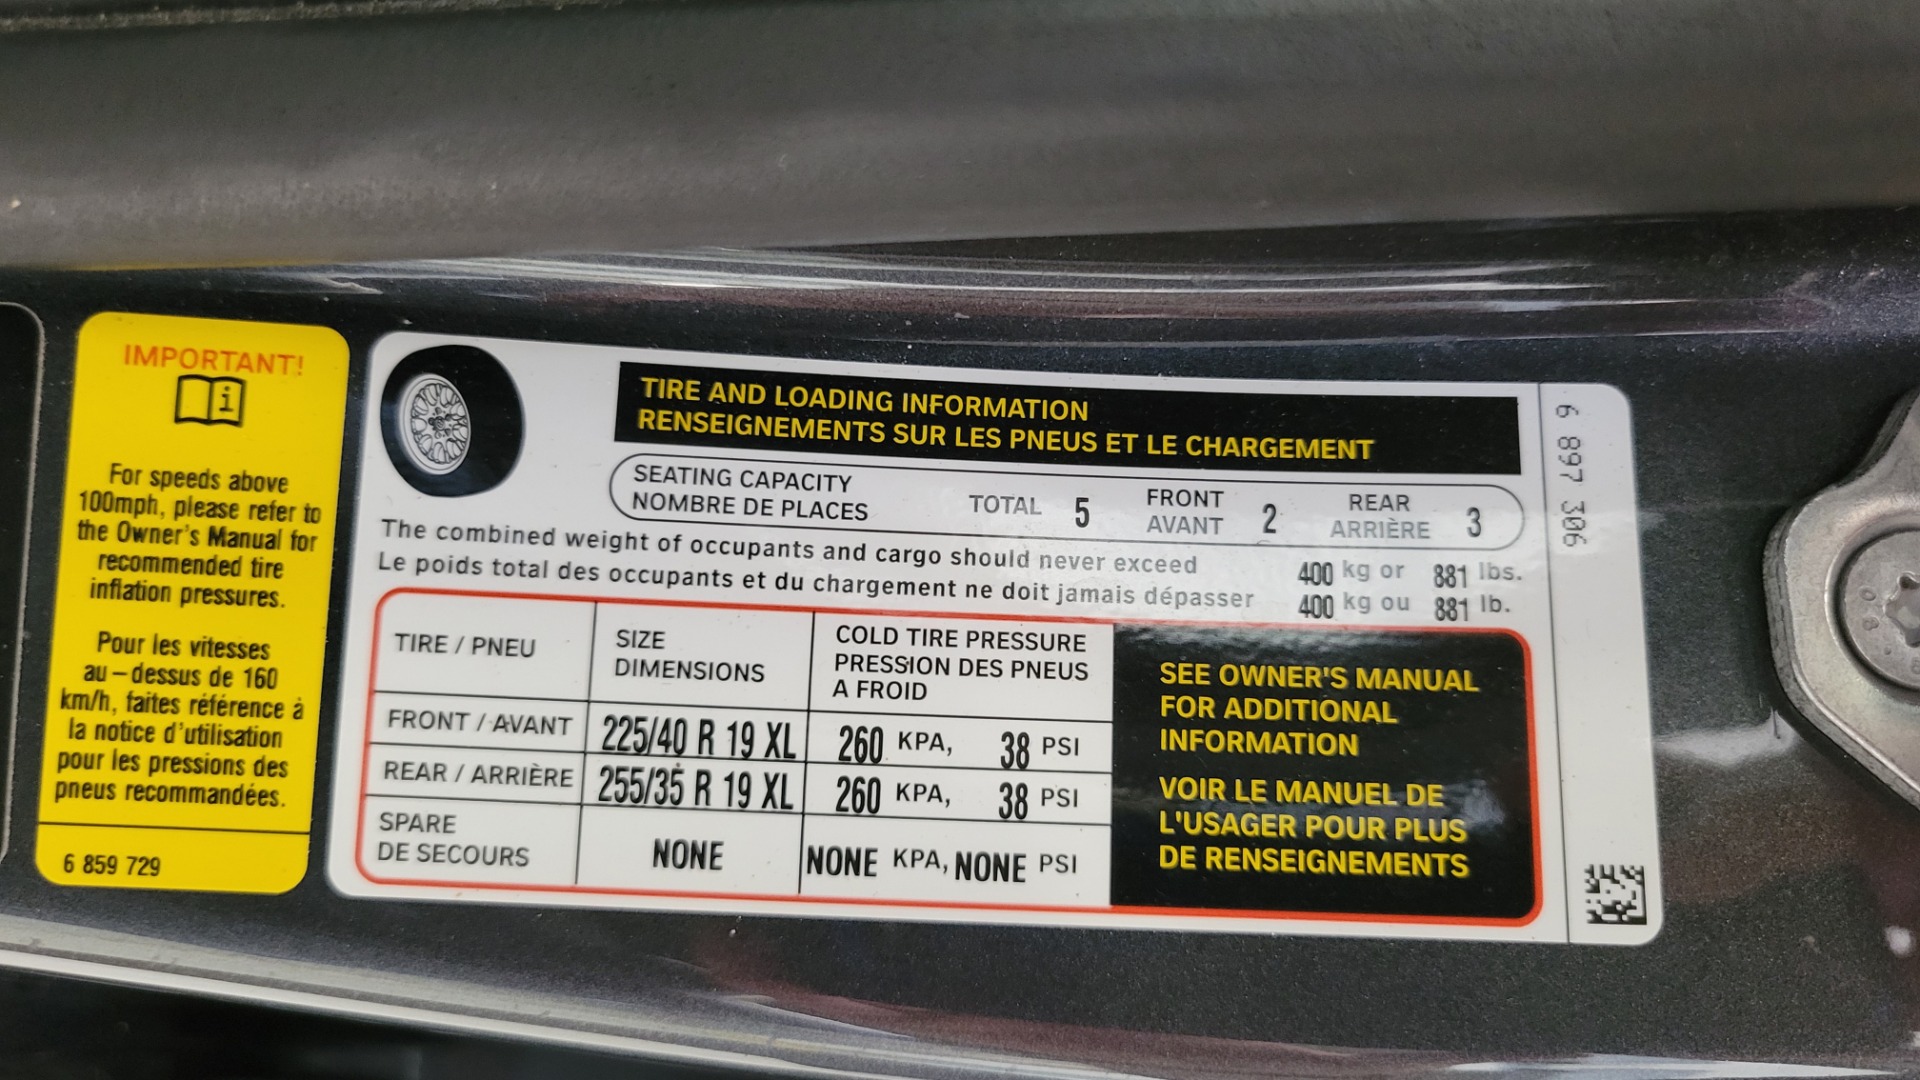 IMPORTANT!
For speeds above
100mph, please refer to
the Owner's Manual for
recommended tire
inflation pressures.
Pour les vitesses
au – dessus de 160
km/h, faites référence à
la notice d'utilisation
pour les pressions des
pneus recommandées.
6 859 729
TIRE AND LOADING INFORMATION
RENSEIGNEMENTS SUR LES PNEUS ET LE CHARGEMENT
SEATING CAPACITY
NOMBRE DE PLACES
TOTAL 5
FRONT
AVANT
2
REAR
ARRIÈRE
3
The combined weight of occupants and cargo should never exceed 400 kg or 881 lbs.
Le poids total des occupants et du chargement ne doit jamais dépasser 400 kg ou 881 lb.
TIRE / PNEU
SIZE
DIMENSIONS
COLD TIRE PRESSURE
PRESSION DES PNEUS
A FROID
FRONT / AVANT 225/40 R 19 XL 260 KPA, 38 PSI
REAR / ARRIÈRE 255/35 R 19 XL 260 KPA, 38 PSI
SPARE
DE SECOURS
NONE NONE KPA, NONE PSI
SEE OWNER'S MANUAL
FOR ADDITIONAL
INFORMATION
VOIR LE MANUEL DE
L'USAGER POUR PLUS
DE RENSEIGNEMENTS
6 897 306